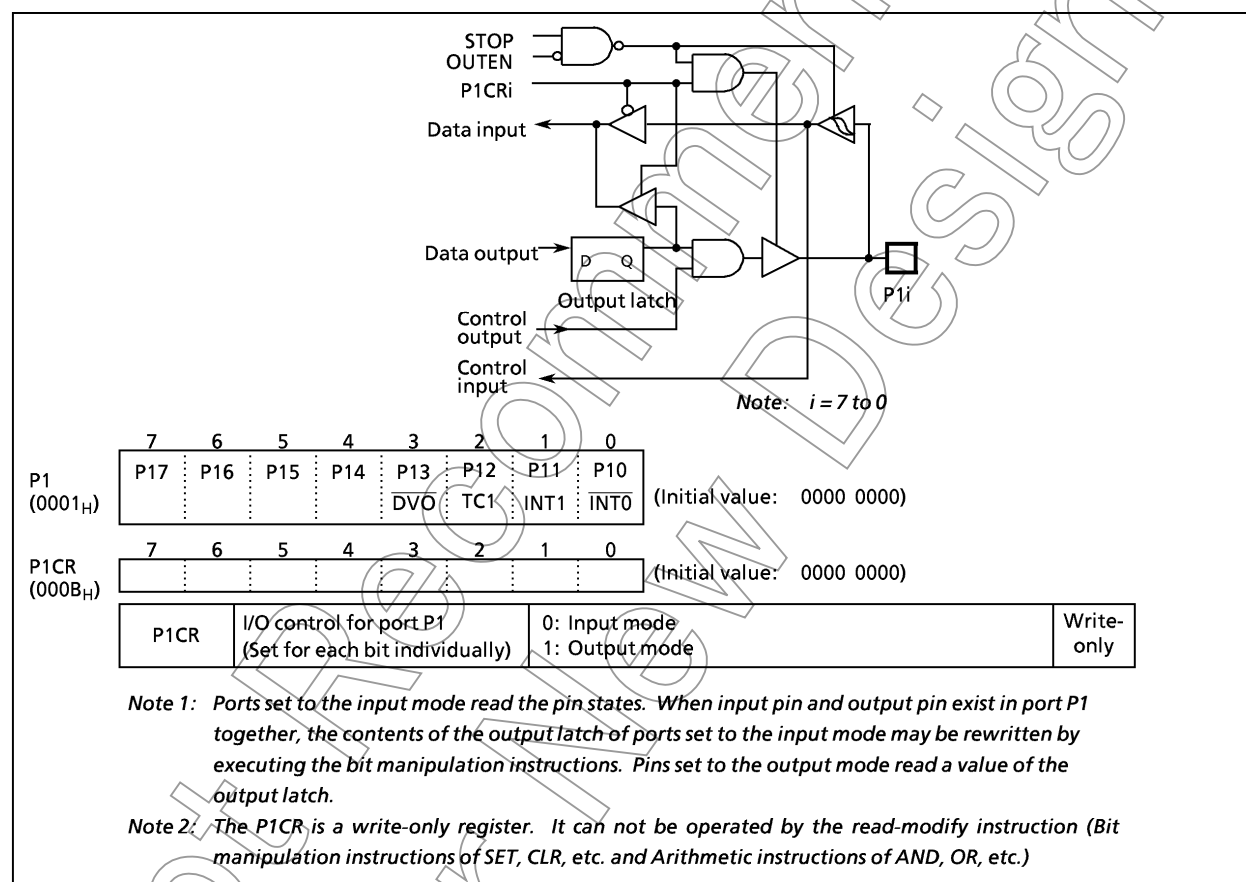 STOP
OUTEN
P1CRi
Data input
Data output
D Q
Output latch
P1i
Control
output
Control
input
Note: i = 7 to 0
7 6 5 4 3 2 1 0
P1
(0001H)
P17 P16 P15 P14 P13 P12 P11 P10
DVO TC1 INT1 INT0
(Initial value: 0000 0000)
7 6 5 4 3 2 1 0
P1CR
(000BH)
(Initial value: 0000 0000)
P1CR
I/O control for port P1
(Set for each bit individually)
0: Input mode
1: Output mode
Write-
only
Note 1: Ports set to the input mode read the pin states. When input pin and output pin exist in port P1
together, the contents of the output latch of ports set to the input mode may be rewritten by
executing the bit manipulation instructions. Pins set to the output mode read a value of the
output latch.
Note 2: The P1CR is a write-only register. It can not be operated by the read-modify instruction (Bit
manipulation instructions of SET, CLR, etc. and Arithmetic instructions of AND, OR, etc.)